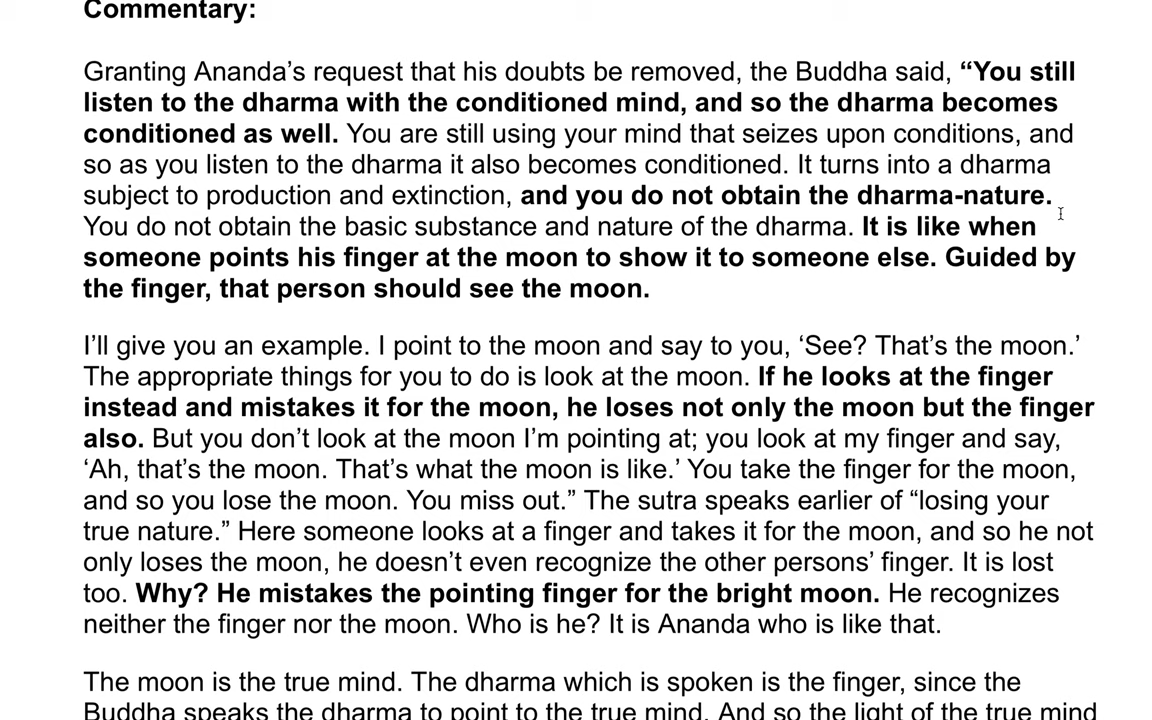 Commentary:
Granting Ananda’s request that his doubts be removed, the Buddha said, “You still
listen to the dharma with the conditioned mind, and so the dharma becomes
conditioned as well. You are still using your mind that seizes upon conditions, and
so as you listen to the dharma it also becomes conditioned. It turns into a dharma
subject to production and extinction, and you do not obtain the dharma-nature.
You do not obtain the basic substance and nature of the dharma. It is like when
someone points his finger at the moon to show it to someone else. Guided by
the finger, that person should see the moon.
I’ll give you an example. I point to the moon and say to you, ‘See? That’s the moon.’
The appropriate things for you to do is look at the moon. If he looks at the finger
instead and mistakes it for the moon, he loses not only the moon but the finger
also. But you don’t look at the moon I’m pointing at; you look at my finger and say,
‘Ah, that’s the moon. That’s what the moon is like.’ You take the finger for the moon,
and so you lose the moon. You miss out.” The sutra speaks earlier of “losing your
true nature.” Here someone looks at a finger and takes it for the moon, and so he not
only loses the moon, he doesn’t even recognize the other persons’ finger. It is lost
too. Why? He mistakes the pointing finger for the bright moon. He recognizes
neither the finger nor the moon. Who is he? It is Ananda who is like that.
The moon is the true mind. The dharma which is spoken is the finger, since the
Buddha speaks the dharma to point to the true mind. And so the light of the true mind